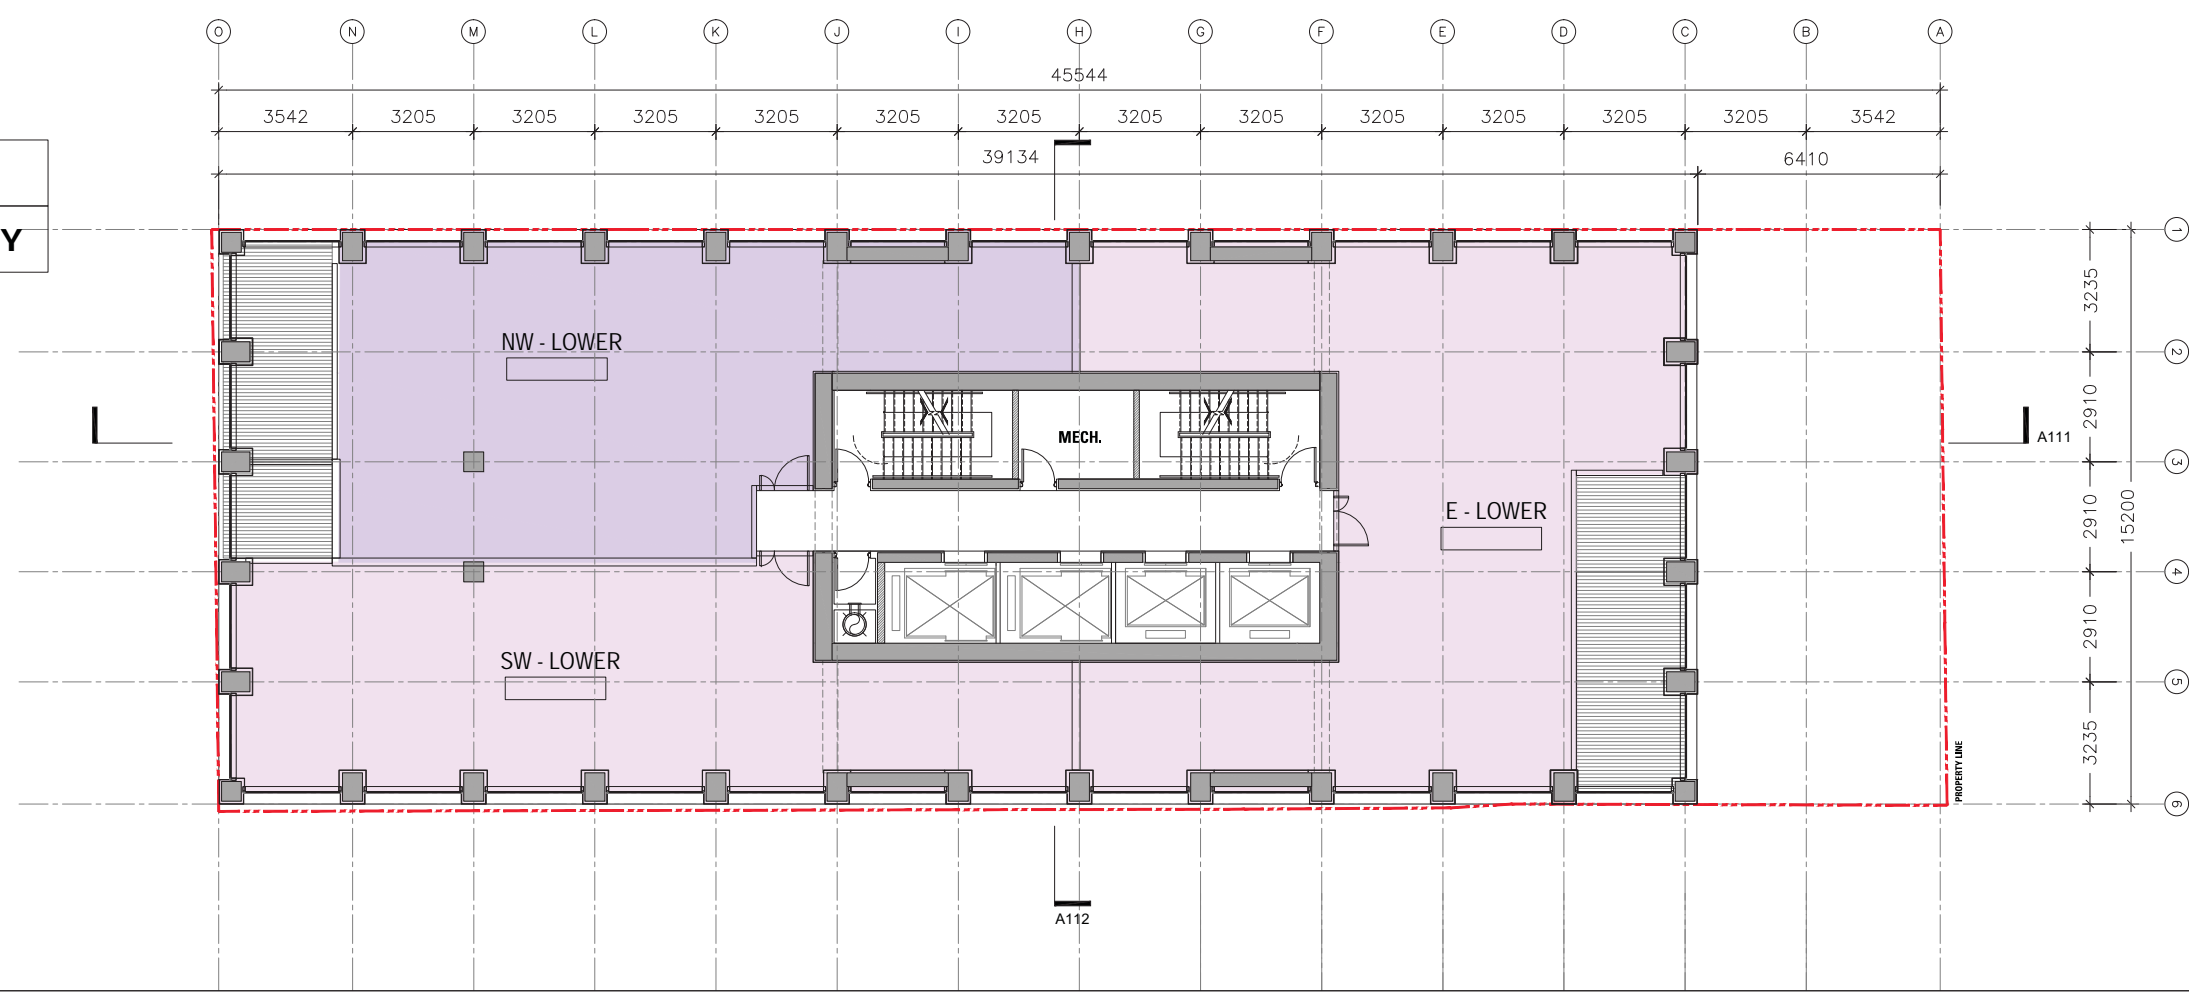 O N M L K J I H G F E D C B A
45544
3542 3205 3205 3205 3205 3205 3205 3205 3205 3205 3205 3205 3205 3542
39134 6410
Y
1
3235
NW - LOWER
2
2910
MECH.
A111
3
E - LOWER
2910
15200
4
2910
SW - LOWER
5
3235
PROPERTY LINE
6
A112